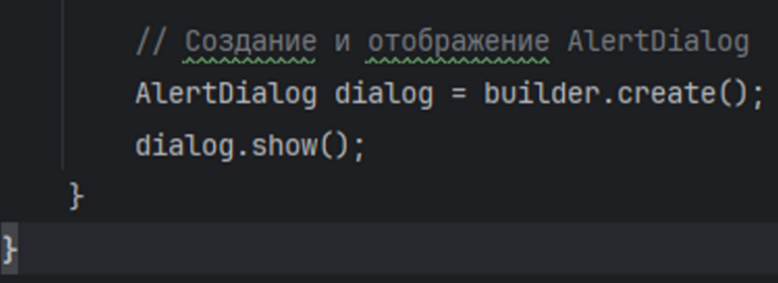 // Создание и отображение AlertDialog
AlertDialog dialog = builder.create();
dialog.show();
}
}